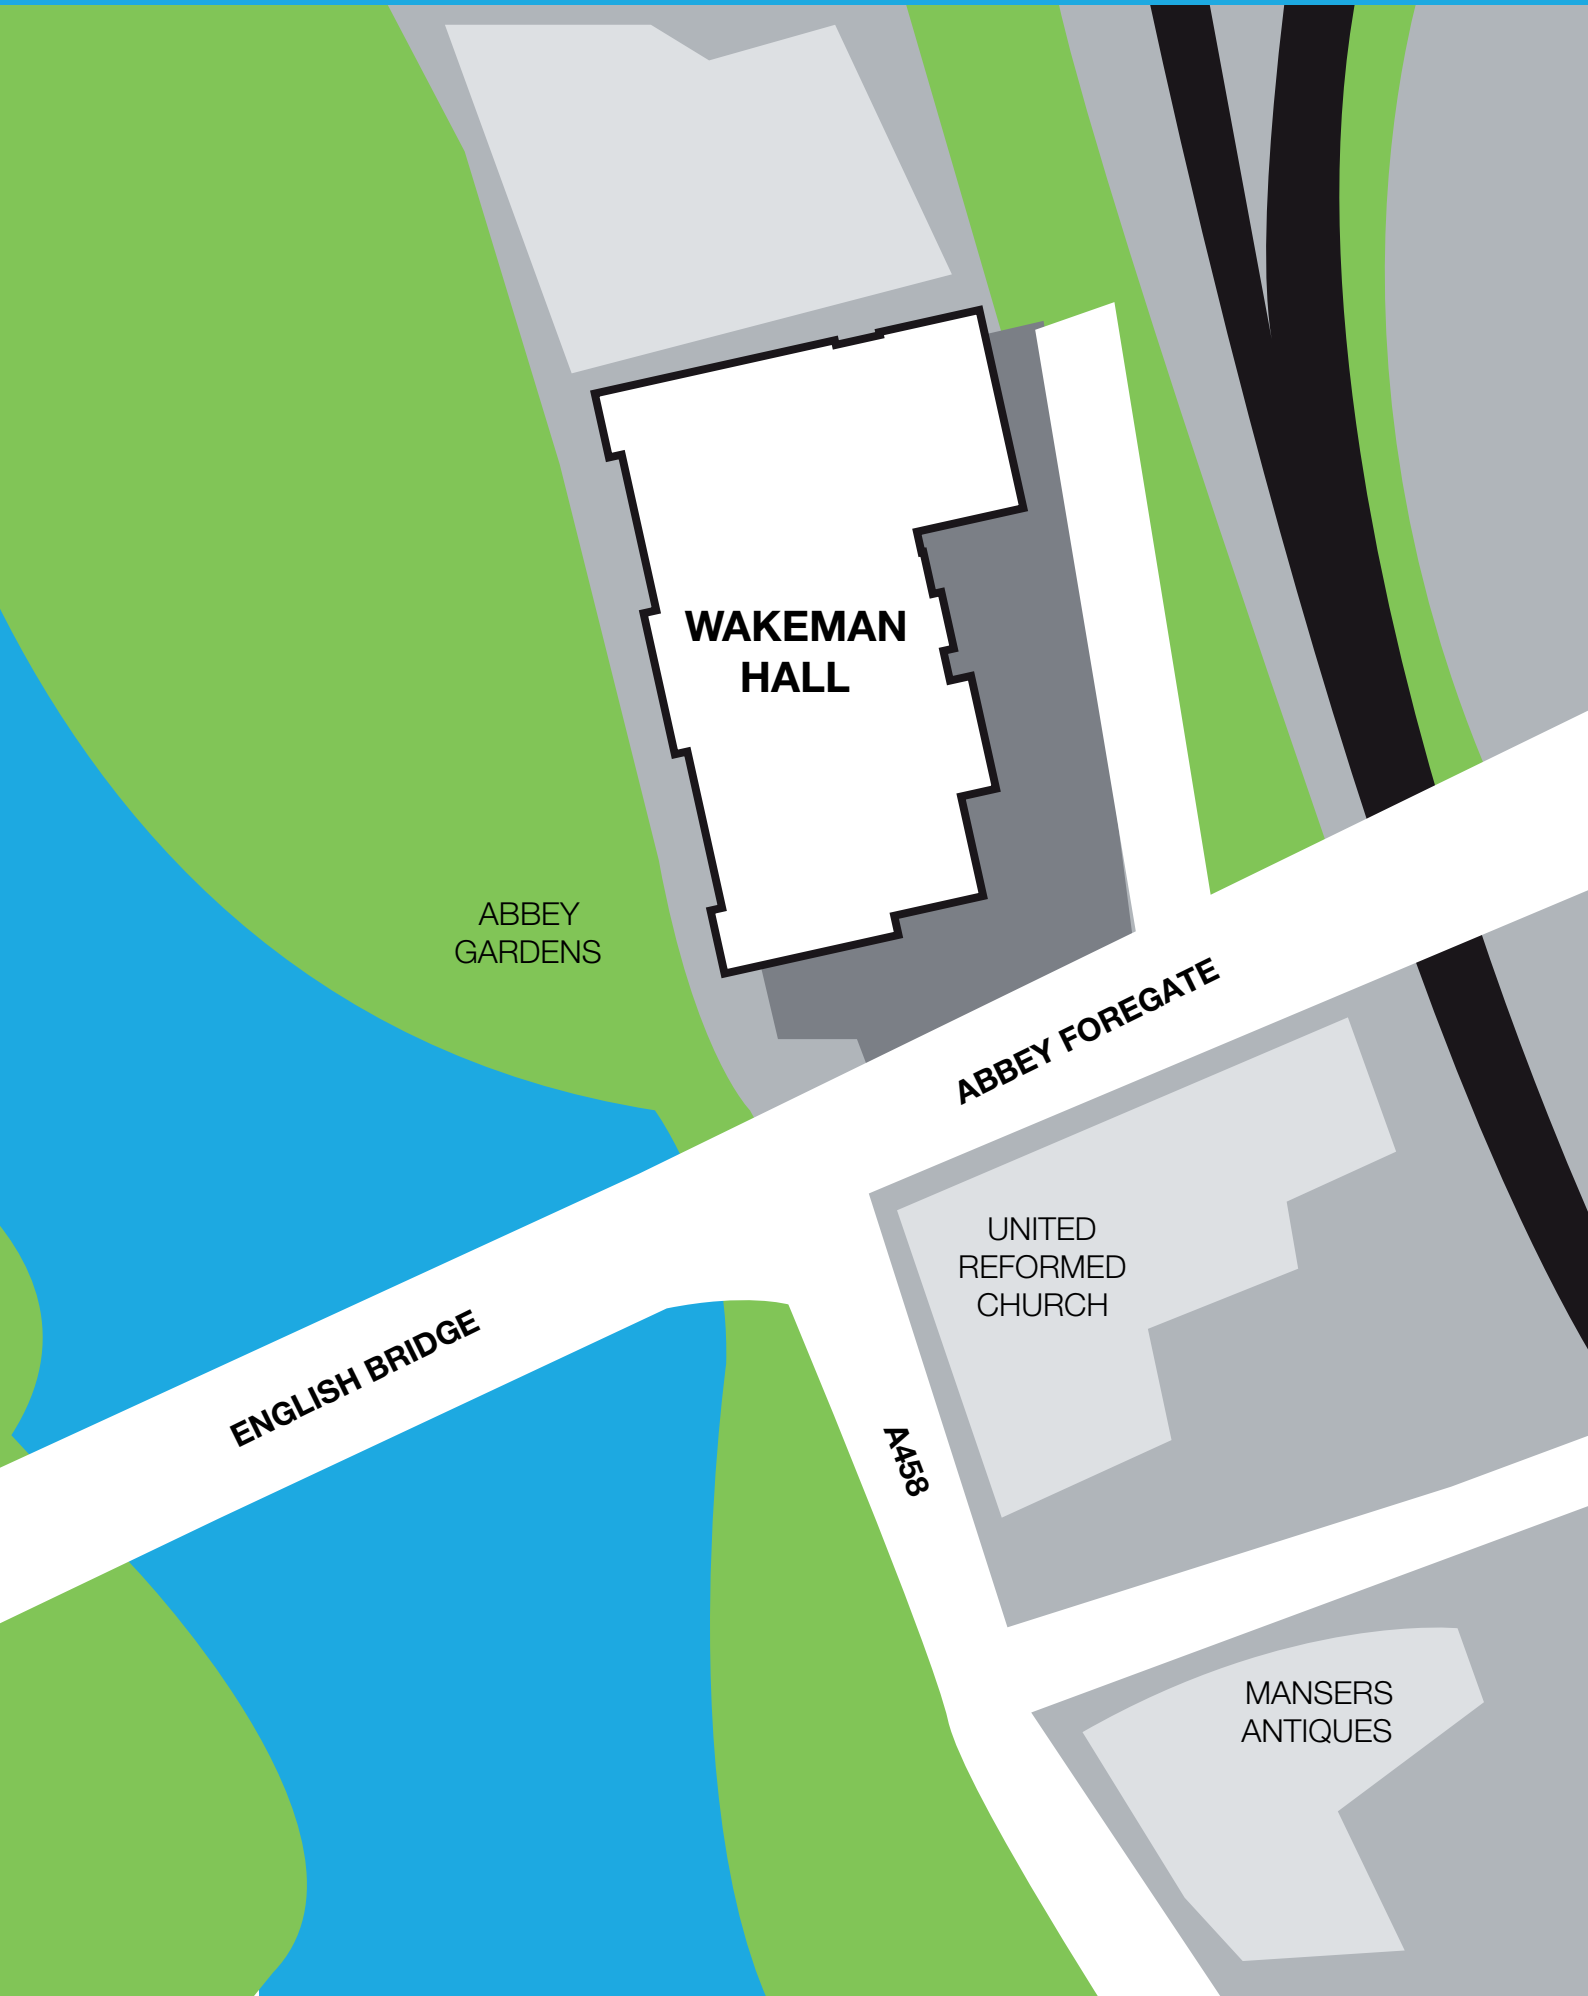 WAKEMAN
HALL
ABBEY
GARDENS
ABBEY FOREGATE
UNITED
REFORMED
CHURCH
ENGLISH BRIDGE
A458
MANSERS
ANTIQUES